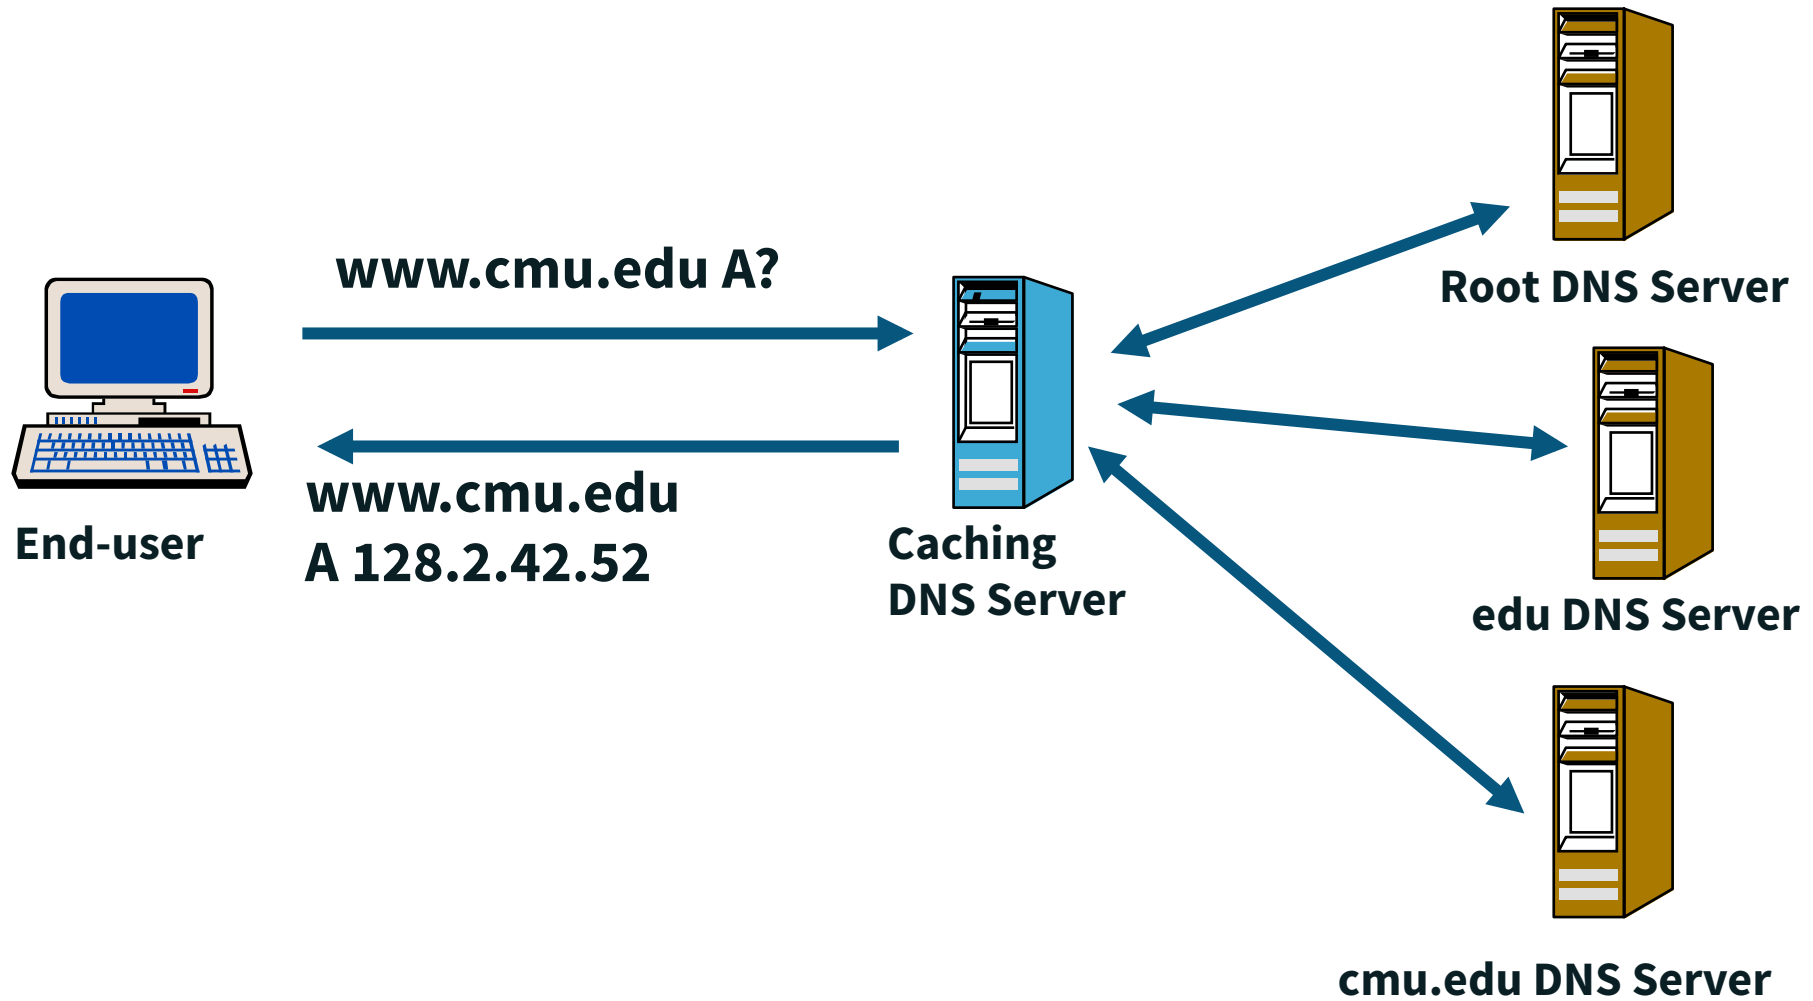 www.cmu.edu A?
www.cmu.edu
A 128.2.42.52
End-user
Caching
DNS Server
Root DNS Server
edu DNS Server
cmu.edu DNS Server